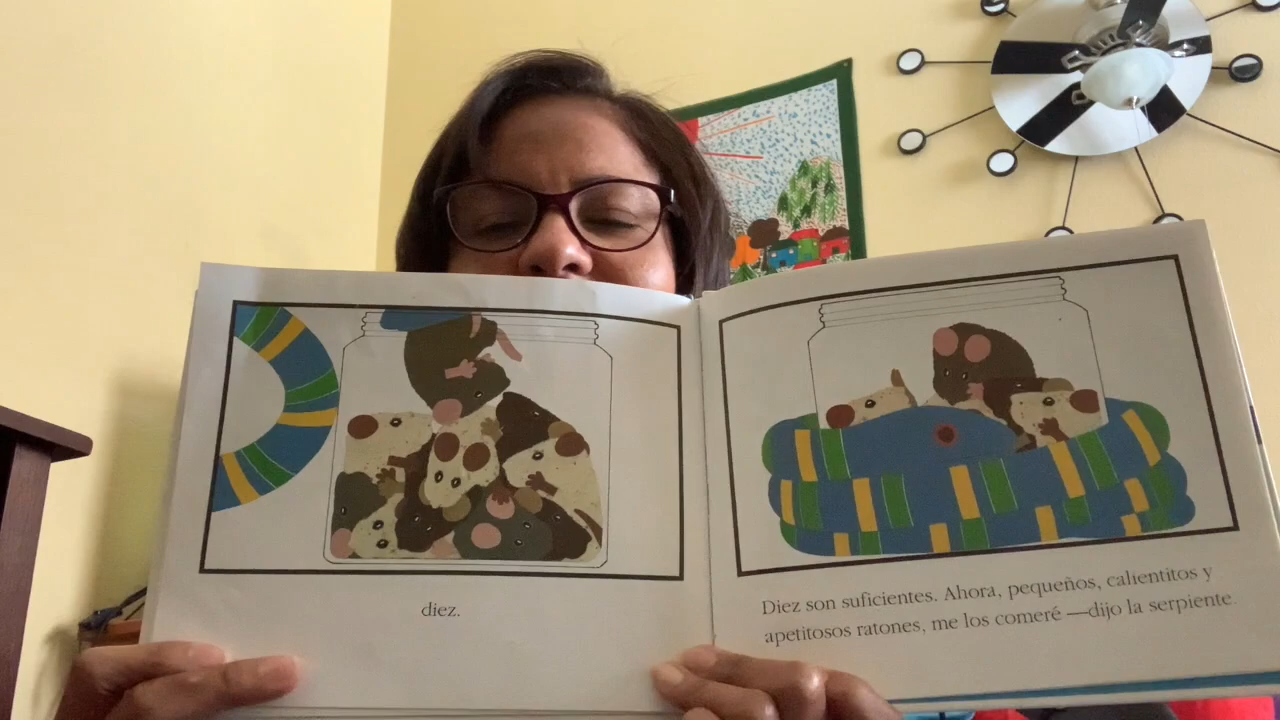 diez.
Diez son suficientes. Ahora, pequeños, calientitos y
apetitosos ratones, me los comeré —dijo la serpiente.